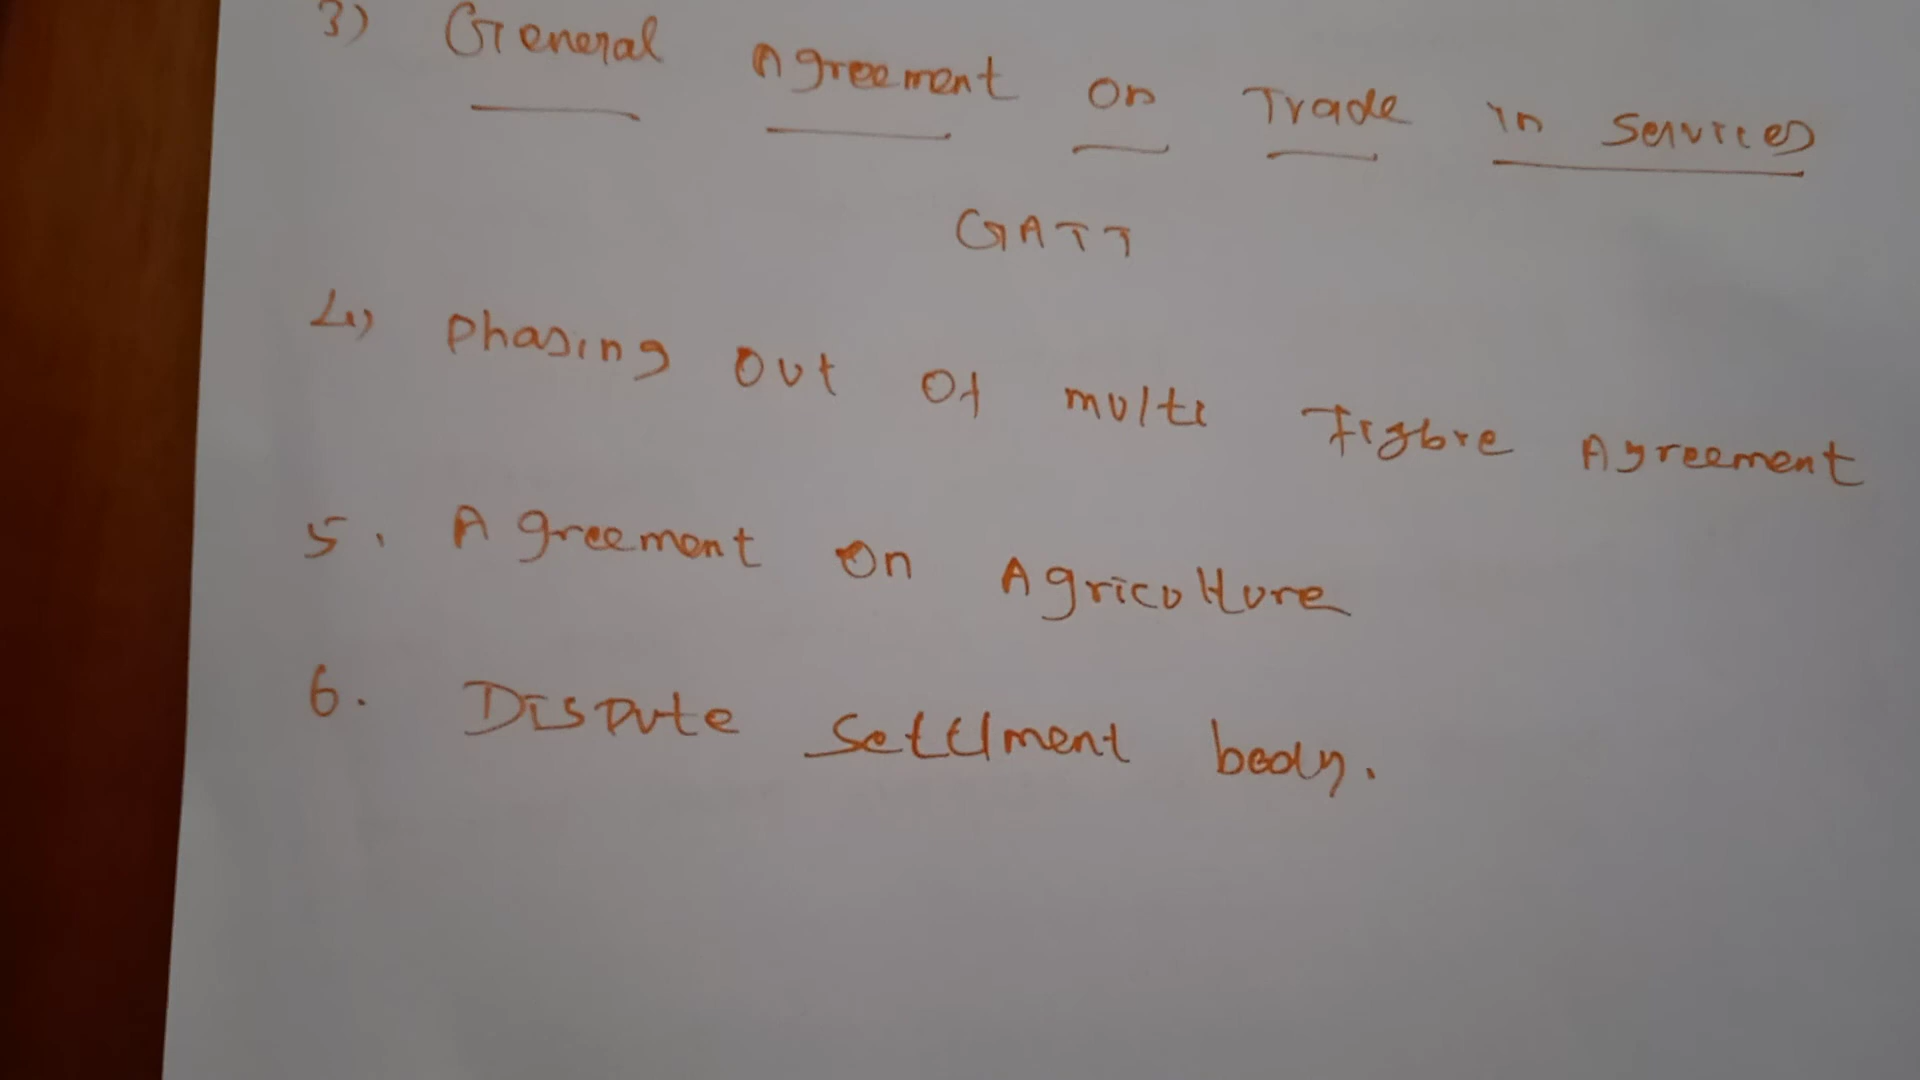 3) General Agreement on Trade in Services
GATT
4) Phasing out of multi Figbre Agreement
5. Agreement on Agriculture
6. Dispute Settlment body.